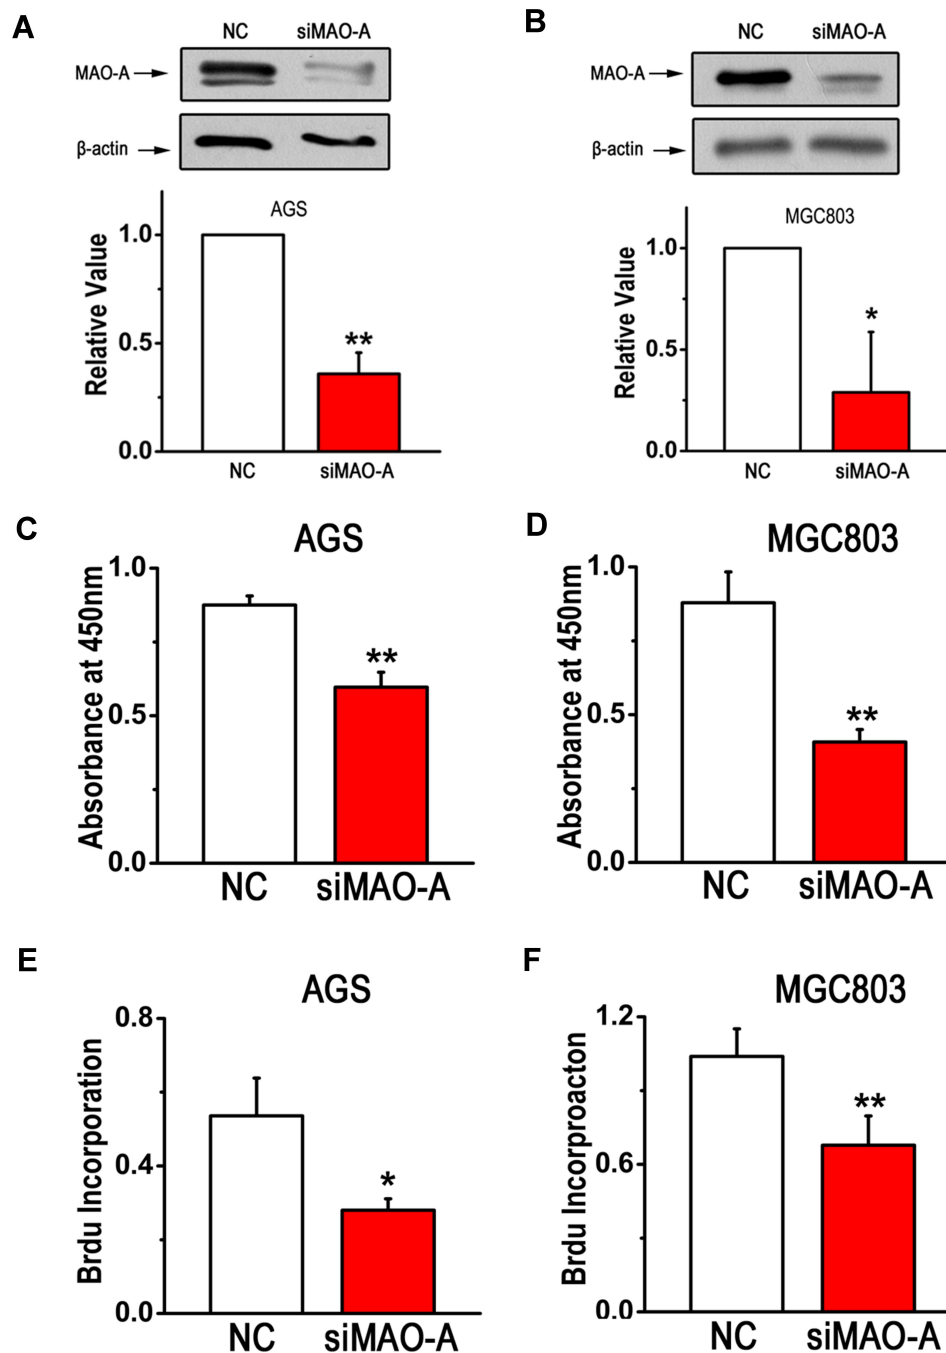 A
NC siMAO-A
MAO-A
β-actin
AGS
Relative Value
1.0
0.5
0.0
**
NC siMAO-A
B
NC siMAO-A
MAO-A
β-actin
MGC803
Relative Value
1.0
0.5
0.0
*
NC siMAO-A
C
AGS
Absorbance at 450nm
1.0
0.5
0.0
**
NC siMAO-A
D
MGC803
Absorbance at 450nm
1.0
0.5
0.0
**
NC siMAO-A
E
AGS
Brdu Incorporation
0.8
0.4
0.0
*
NC siMAO-A
F
MGC803
Brdu Incorproacton
1.2
0.6
0.0
**
NC siMAO-A